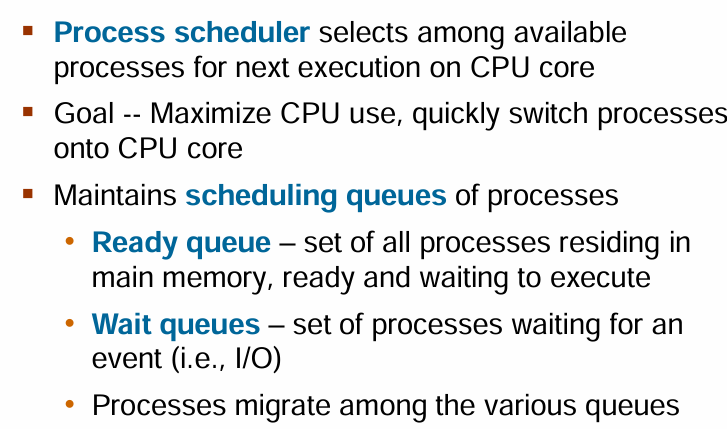 ▪ Process scheduler selects among available
processes for next execution on CPU core
▪ Goal -- Maximize CPU use, quickly switch processes
onto CPU core
▪ Maintains scheduling queues of processes
• Ready queue – set of all processes residing in
main memory, ready and waiting to execute
• Wait queues – set of processes waiting for an
event (i.e., I/O)
• Processes migrate among the various queues